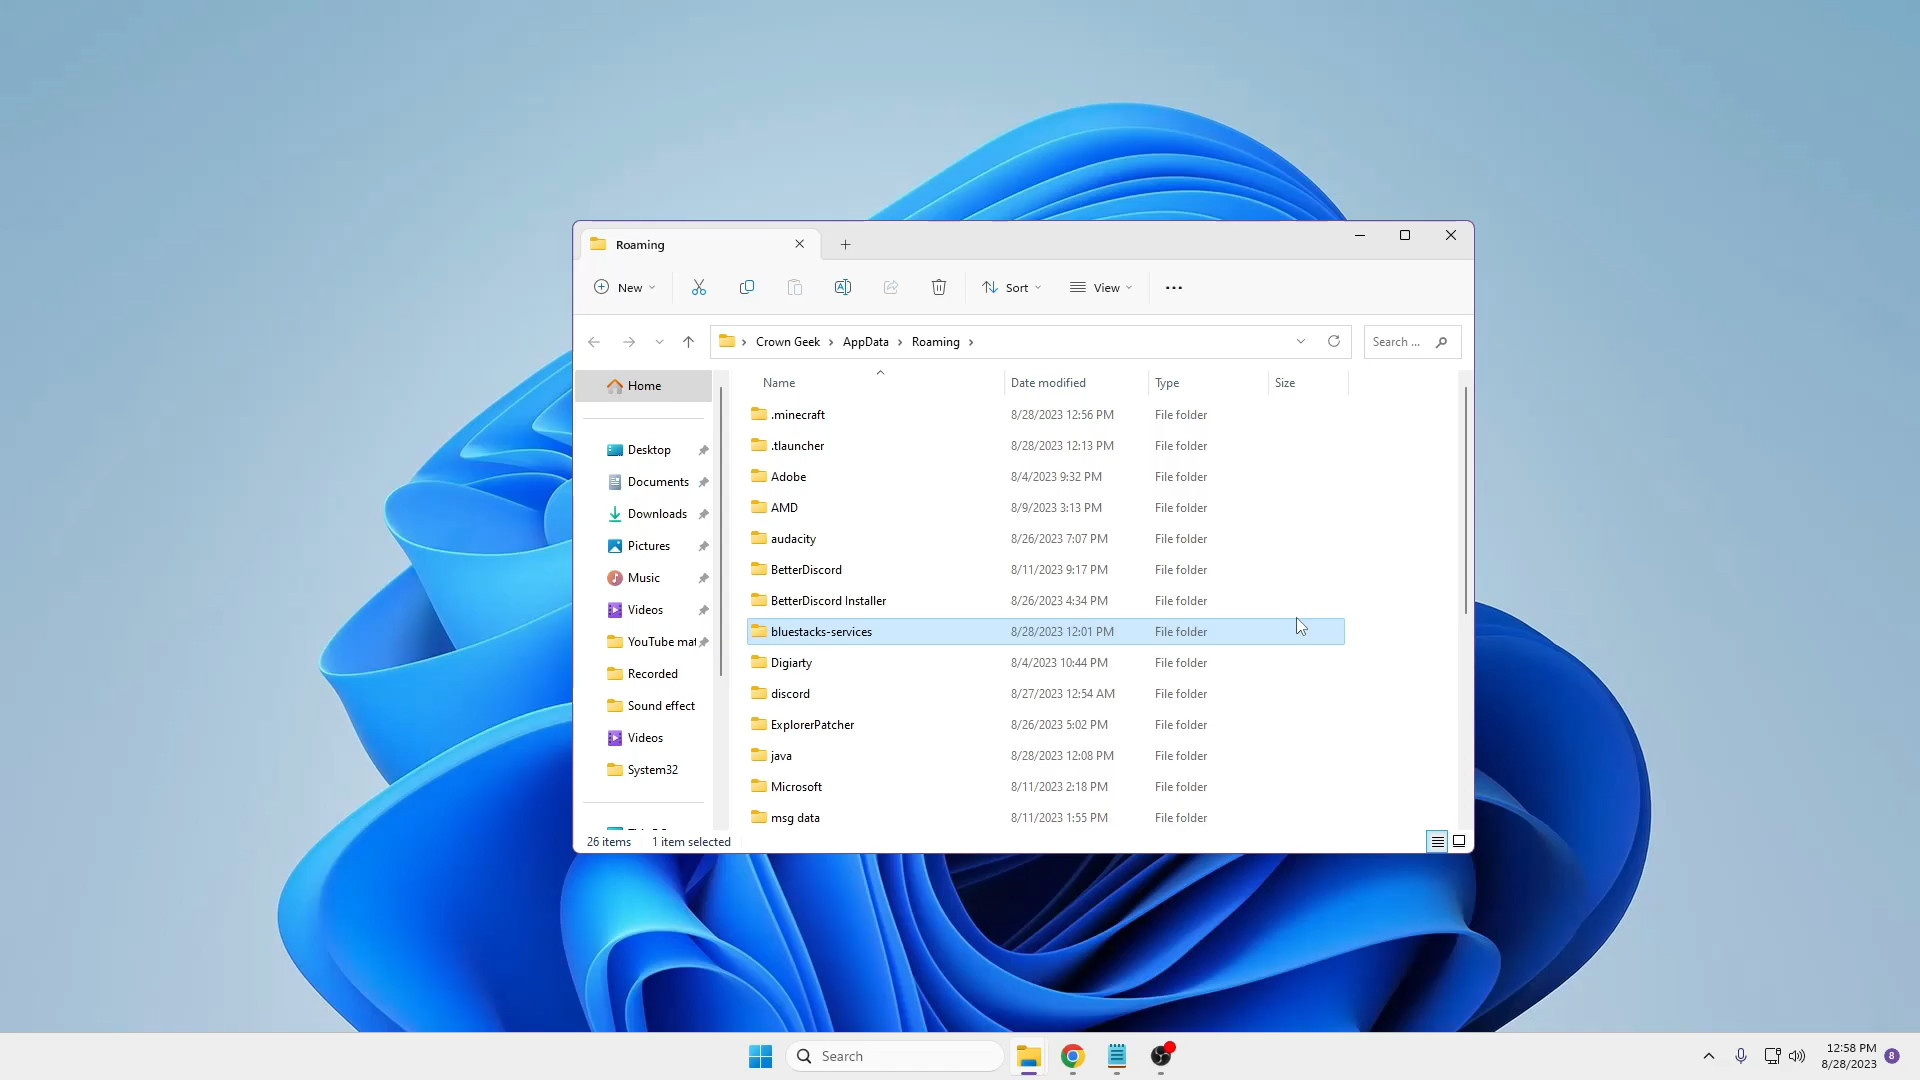 Roaming
New
Sort
View
Crown Geek
AppData
Roaming
Search ...
Home
Desktop
Documents
Downloads
Pictures
Music
Videos
YouTube mat
Recorded
Sound effect
Videos
System32
Name Date modified Type Size
.minecraft 8/28/2023 12:56 PM File folder
.tlauncher 8/28/2023 12:13 PM File folder
Adobe 8/4/2023 9:32 PM File folder
AMD 8/9/2023 3:13 PM File folder
audacity 8/26/2023 7:07 PM File folder
BetterDiscord 8/11/2023 9:17 PM File folder
BetterDiscord Installer 8/26/2023 4:34 PM File folder
bluestacks-services 8/28/2023 12:01 PM File folder
Digiarty 8/4/2023 10:44 PM File folder
discord 8/27/2023 12:54 AM File folder
ExplorerPatcher 8/26/2023 5:02 PM File folder
java 8/28/2023 12:08 PM File folder
Microsoft 8/11/2023 2:18 PM File folder
msg data 8/11/2023 1:55 PM File folder
26 items 1 item selected
Search
12:58 PM
8/28/2023
8